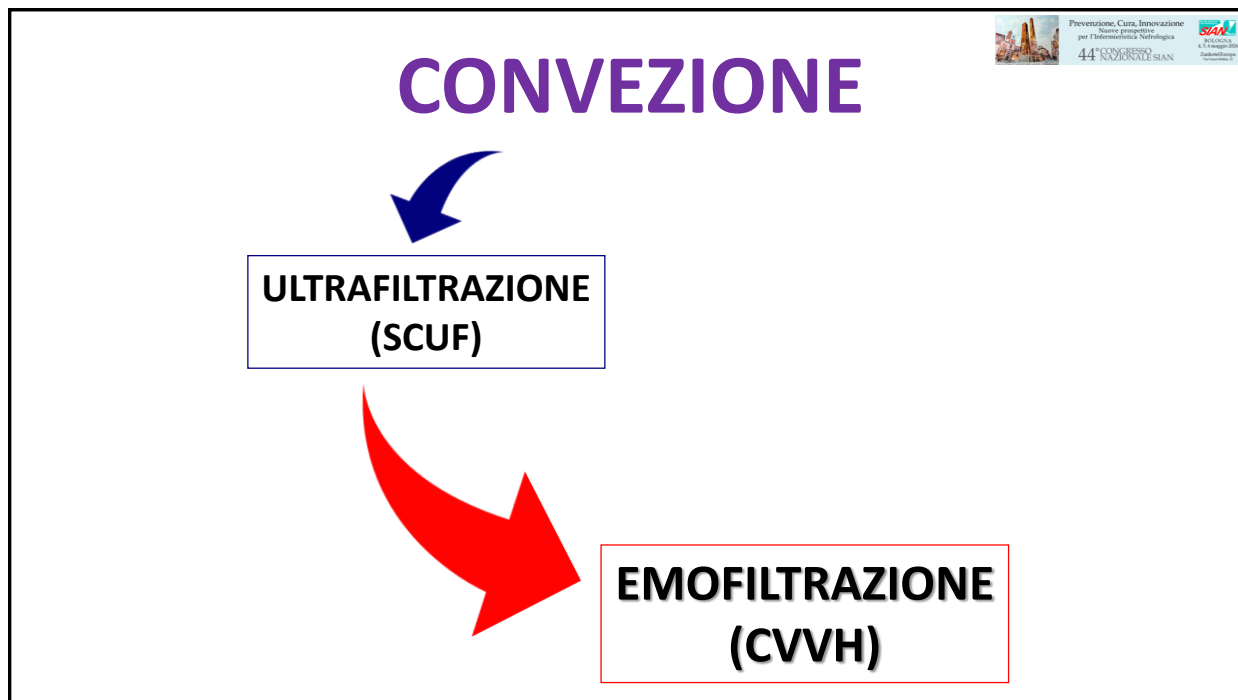 Prevenzione, Cura, Innovazione
Nuove prospettive
per l'Infermieristica Nefrologica
44° CONGRESSO
NAZIONALE SIAN
SIAN
BOLOGNA
CONVEZIONE
ULTRAFILTRAZIONE
(SCUF)
EMOFILTRAZIONE
(CVVH)